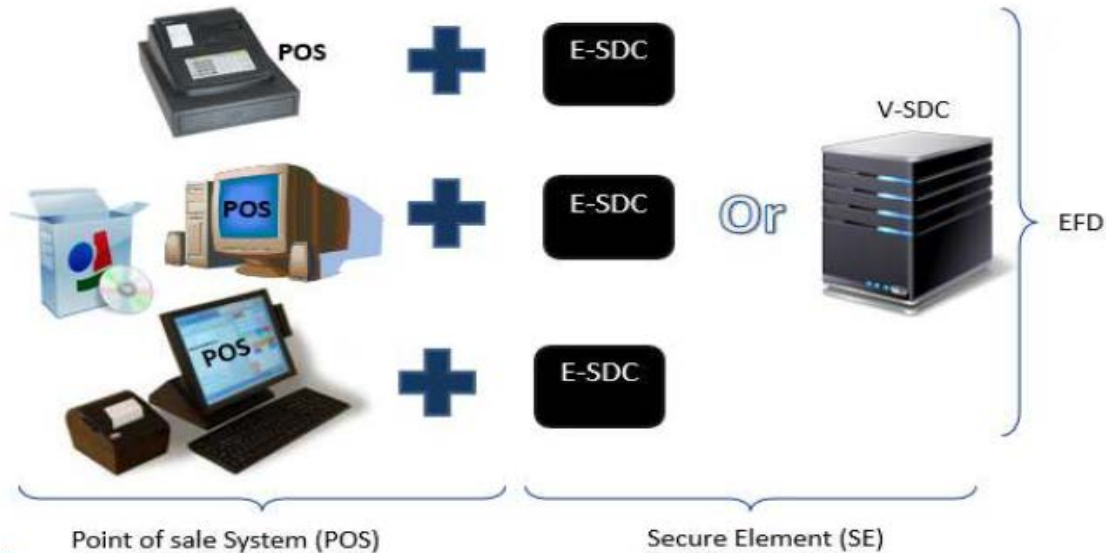 POS
E-SDC
V-SDC
POS
E-SDC
Or
EFD
POS
E-SDC
Point of sale System (POS)
Secure Element (SE)